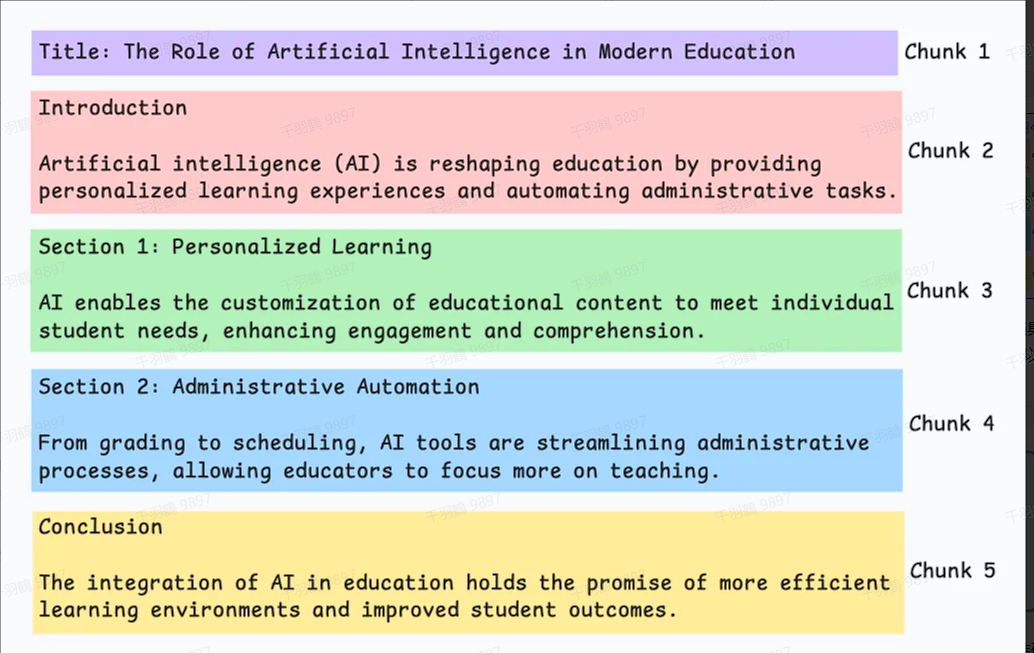 Title: The Role of Artificial Intelligence in Modern Education
Chunk 1
Introduction
Artificial intelligence (AI) is reshaping education by providing
personalized learning experiences and automating administrative tasks.
Chunk 2
Section 1: Personalized Learning
AI enables the customization of educational content to meet individual
student needs, enhancing engagement and comprehension.
Chunk 3
Section 2: Administrative Automation
From grading to scheduling, AI tools are streamlining administrative
processes, allowing educators to focus more on teaching.
Chunk 4
Conclusion
The integration of AI in education holds the promise of more efficient
learning environments and improved student outcomes.
Chunk 5